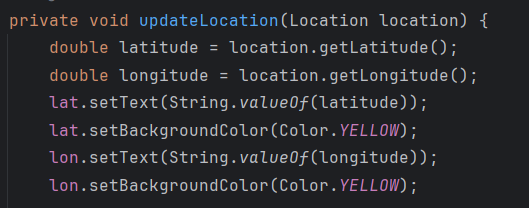 private void updateLocation(Location location) {
    double latitude = location.getLatitude();
    double longitude = location.getLongitude();
    lat.setText(String.valueOf(latitude));
    lat.setBackgroundColor(Color.YELLOW);
    lon.setText(String.valueOf(longitude));
    lon.setBackgroundColor(Color.YELLOW);